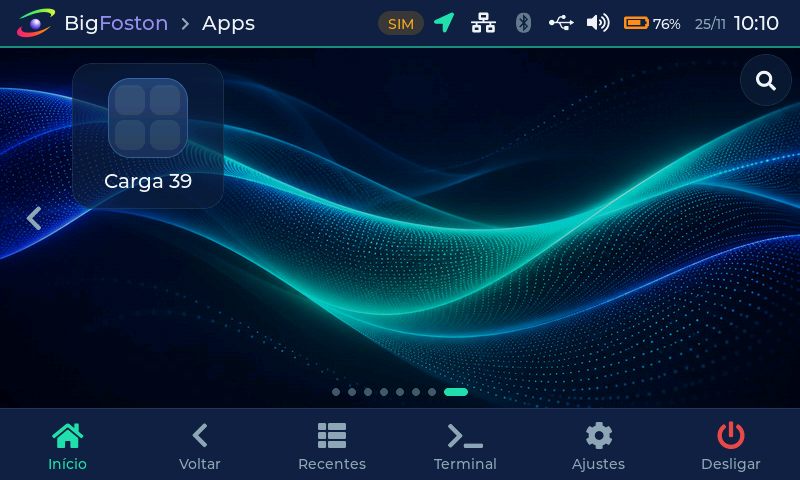 BigFoston > Apps
SIM 76% 25/11 10:10
Carga 39
Início Voltar Recentes Terminal Ajustes Desligar